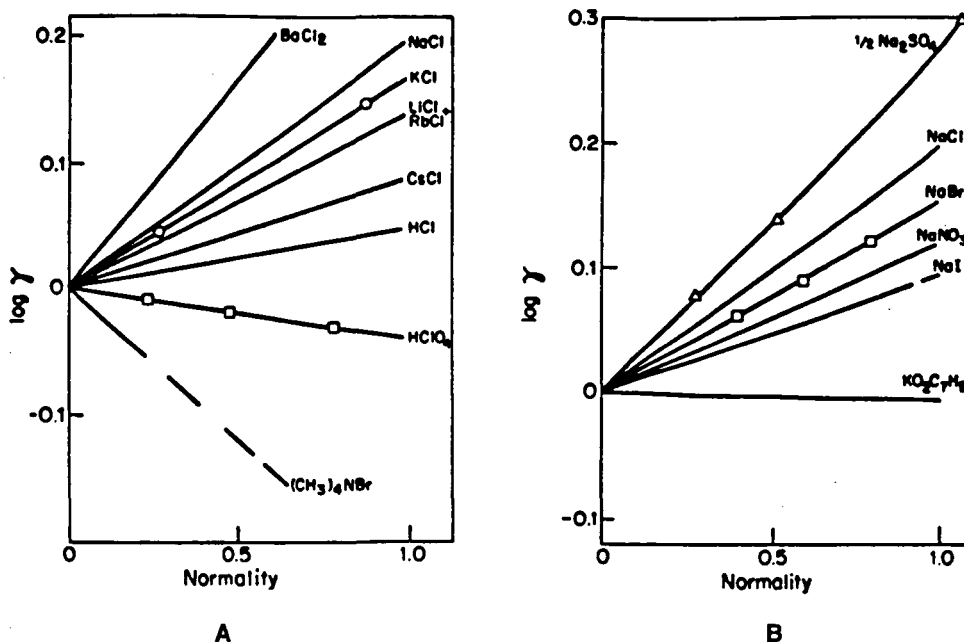 0.2
0.1
0
-0.1
log γ
BaCl₂
NaCl
KCl
LiCl +
RbCl
CsCl
HCl
HClO₄
(CH₃)₄NBr
0 0.5 1.0
Normality
A
0.3
0.2
0.1
0
-0.1
log γ
1/2 Na₂SO₄
NaCl
NaBr
NaNO₃
NaI
0 0.5 1.0
Normality
B